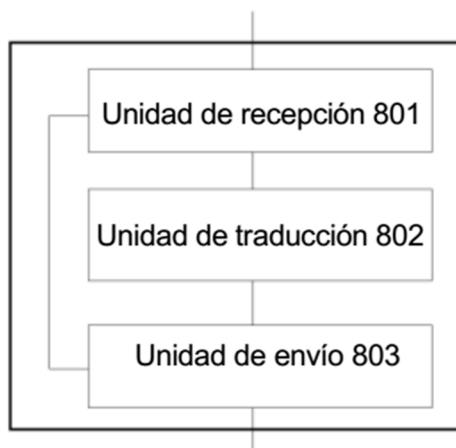 Unidad de recepción 801
Unidad de traducción 802
Unidad de envío 803